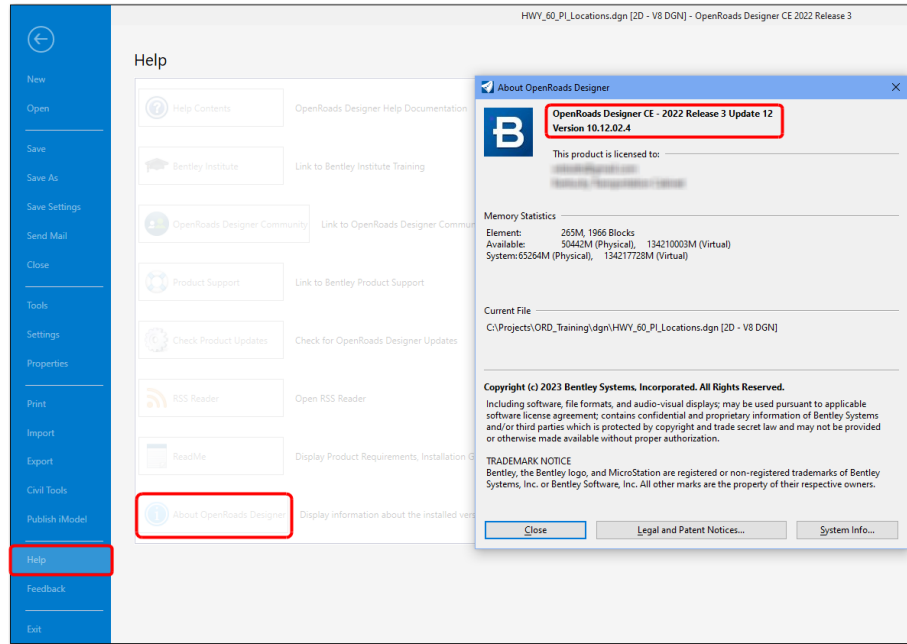 HWY_60_PI_Locations.dgn [2D - V8 DGN] - OpenRoads Designer CE 2022 Release 3
Help
New
Open
Save
Save As
Save Settings
Send Mail
Close
Tools
Settings
Properties
Print
Import
Export
Civil Tools
Publish iModel
Help
Feedback
Exit
Help Contents OpenRoads Designer Help Documentation
Bentley Institute Link to Bentley Institute Training
OpenRoads Designer Community Link to OpenRoads Designer Commun
Product Support Link to Bentley Product Support
Check Product Updates Check for OpenRoads Designer Updates
RSS Reader Open RSS Reader
ReadMe Display Product Requirements, Installation G
About OpenRoads Designer Display information about the installed vers
About OpenRoads Designer
B
OpenRoads Designer CE - 2022 Release 3 Update 12
Version 10.12.02.4
This product is licensed to:
Memory Statistics
Element: 265M, 1966 Blocks
Available: 50442M (Physical), 134210003M (Virtual)
System:65264M (Physical), 134217728M (Virtual)
Current File
C:\Projects\ORD_Training\dgn\HWY_60_PI_Locations.dgn [2D - V8 DGN]
Copyright (c) 2023 Bentley Systems, Incorporated. All Rights Reserved.
Including software, file formats, and audio-visual displays; may be used pursuant to applicable
software license agreement; contains confidential and proprietary information of Bentley Systems
and/or third parties which is protected by copyright and trade secret law and may not be provided
or otherwise made available without proper authorization.
TRADEMARK NOTICE
Bentley, the Bentley logo, and MicroStation are registered or non-registered trademarks of Bentley
Systems, Inc. or Bentley Software, Inc. All other marks are the property of their respective owners.
Close Legal and Patent Notices... System Info...